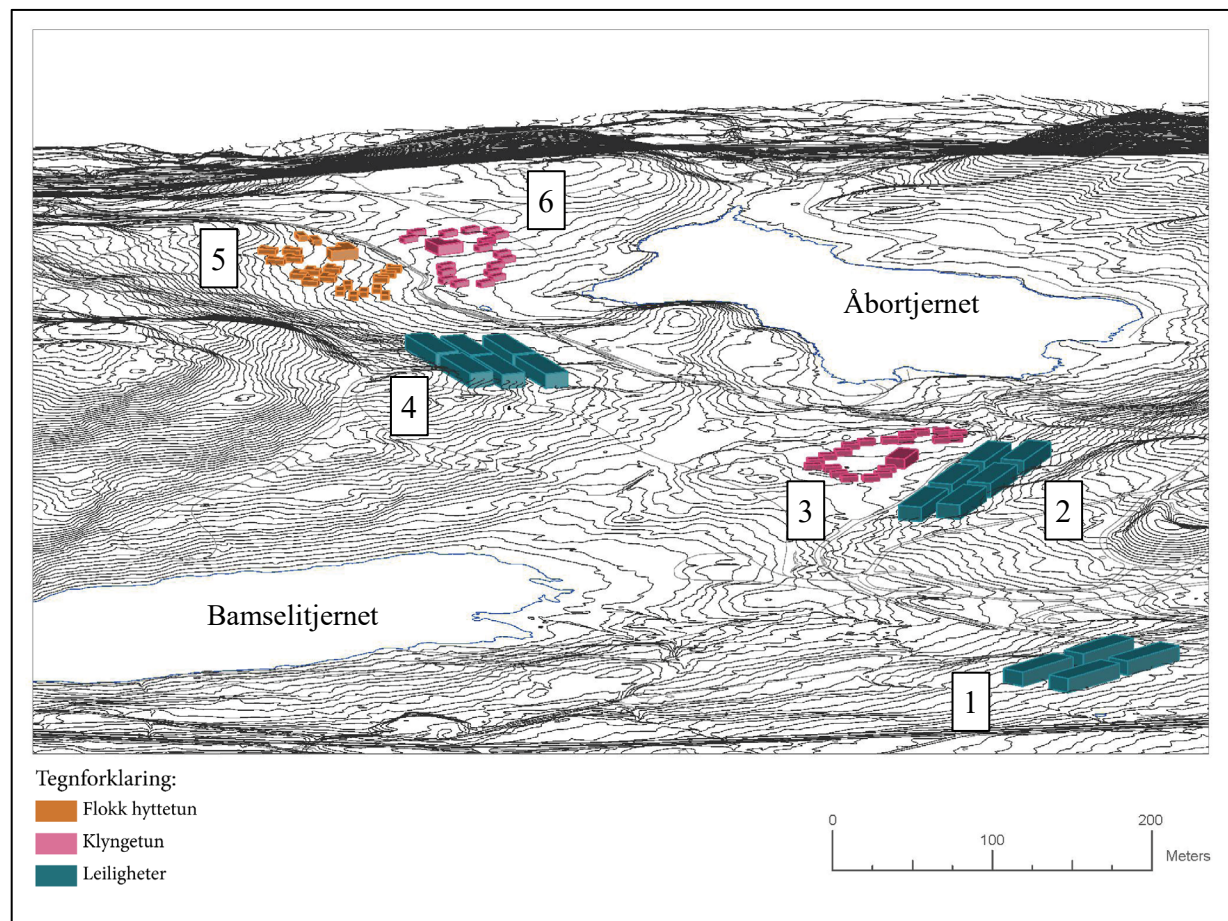 6
5
Åbortjernet
4
3
2
Bamselitjernet
1
Tegnforklaring:
Flokk hyttetun
Klyngetun
Leiligheter
0
200
100
Meters